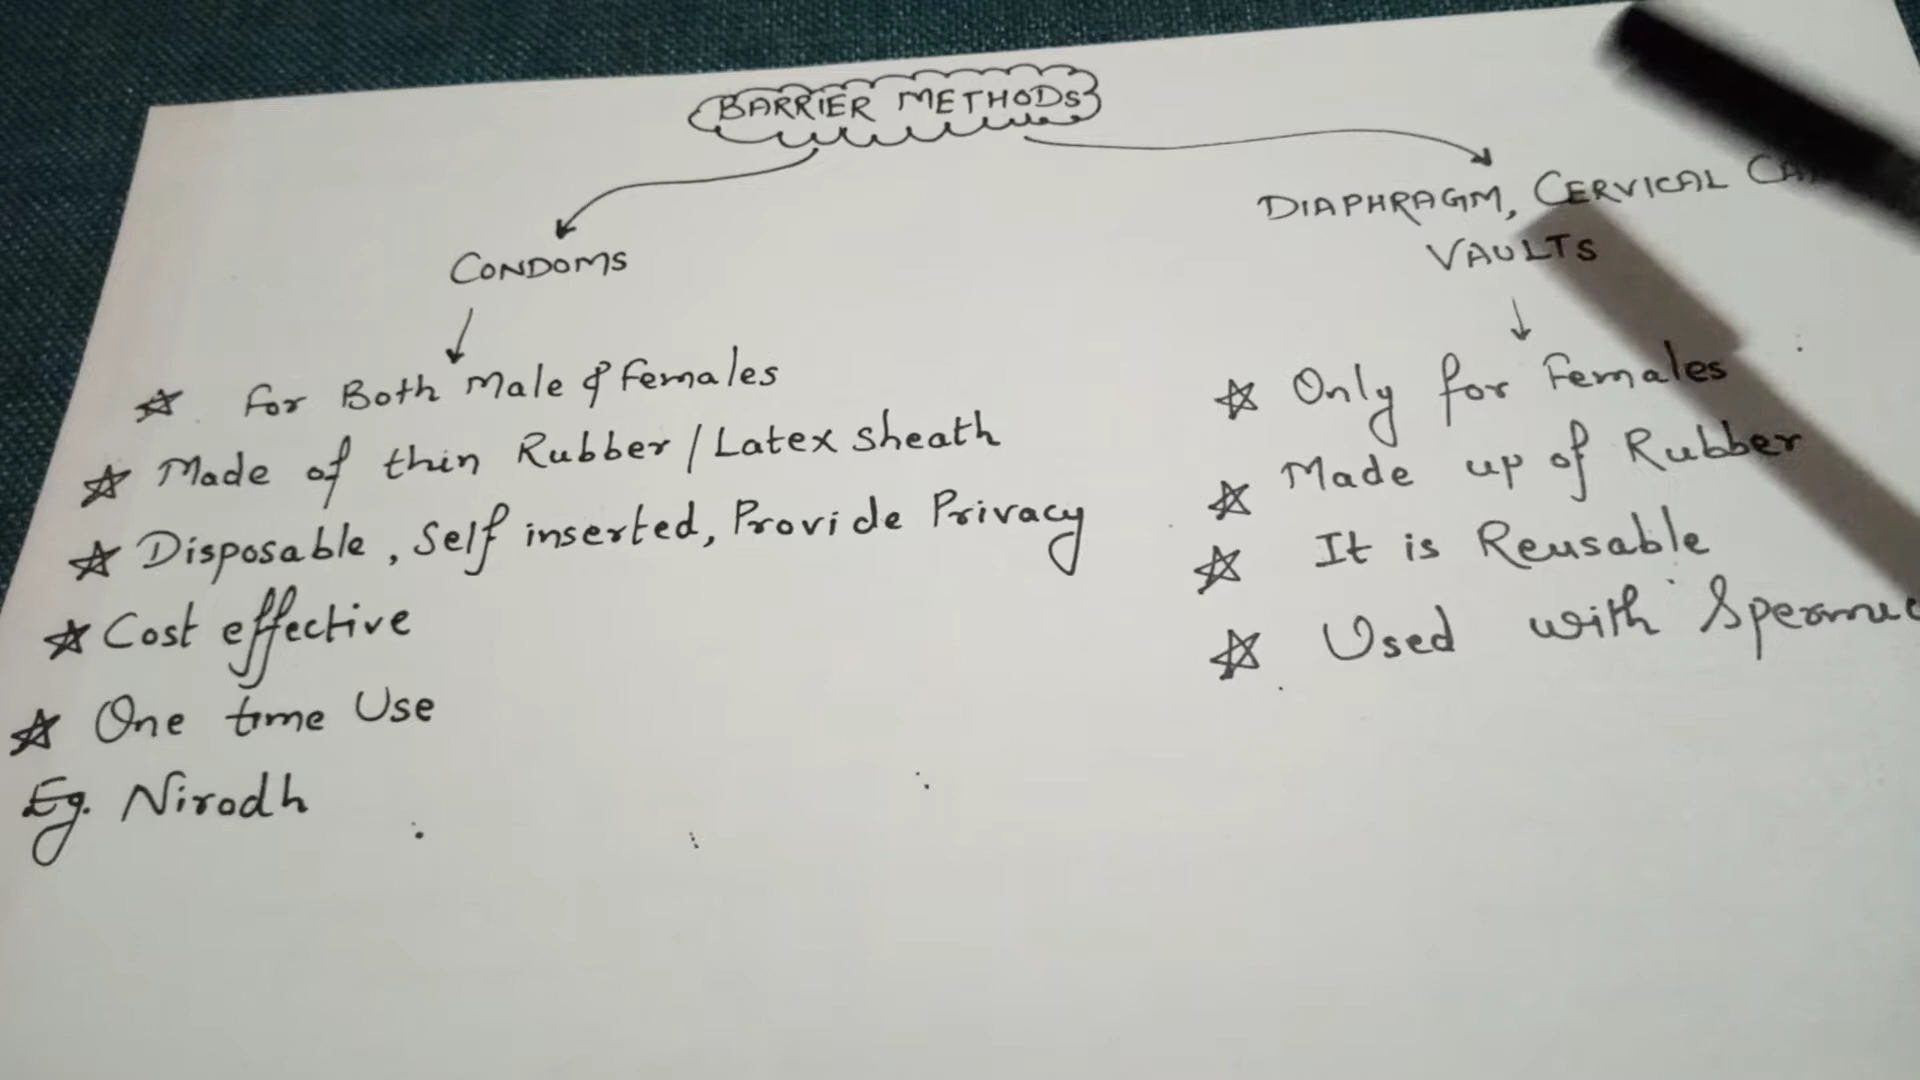 BARRIER METHODS
CONDOMS
☆ For Both Male & females
☆ Made of thin Rubber/Latex sheath
☆ Disposable, Self inserted, Provide Privacy
☆ Cost effective
☆ One time Use
Eg. Nirodh
DIAPHRAGM, CERVICAL
VAULTS
☆ Only for Females
☆ Made up of Rubber
☆ It is Reusable
☆ Used with